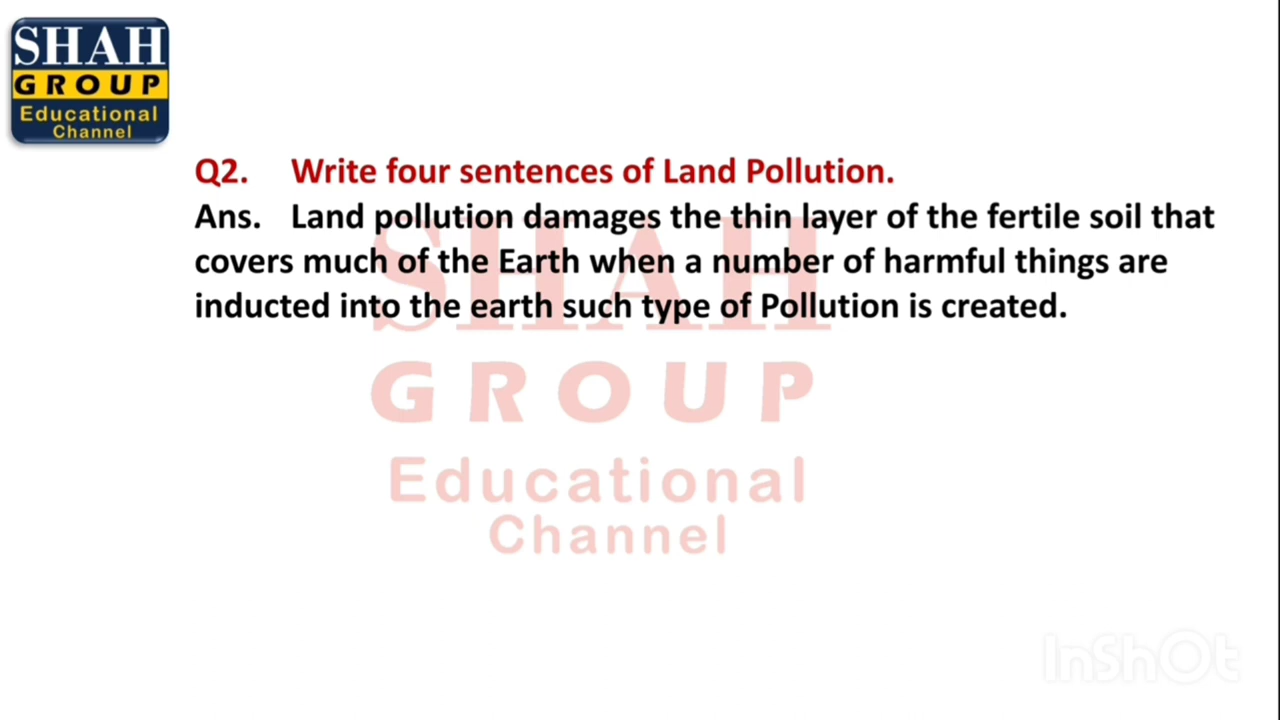 SHAH
GROUP
Educational
Channel
Q2. Write four sentences of Land Pollution.
Ans. Land pollution damages the thin layer of the fertile soil that
covers much of the Earth when a number of harmful things are
inducted into the earth such type of Pollution is created.
SHAH
GROUP
Educational
Channel
InShOt